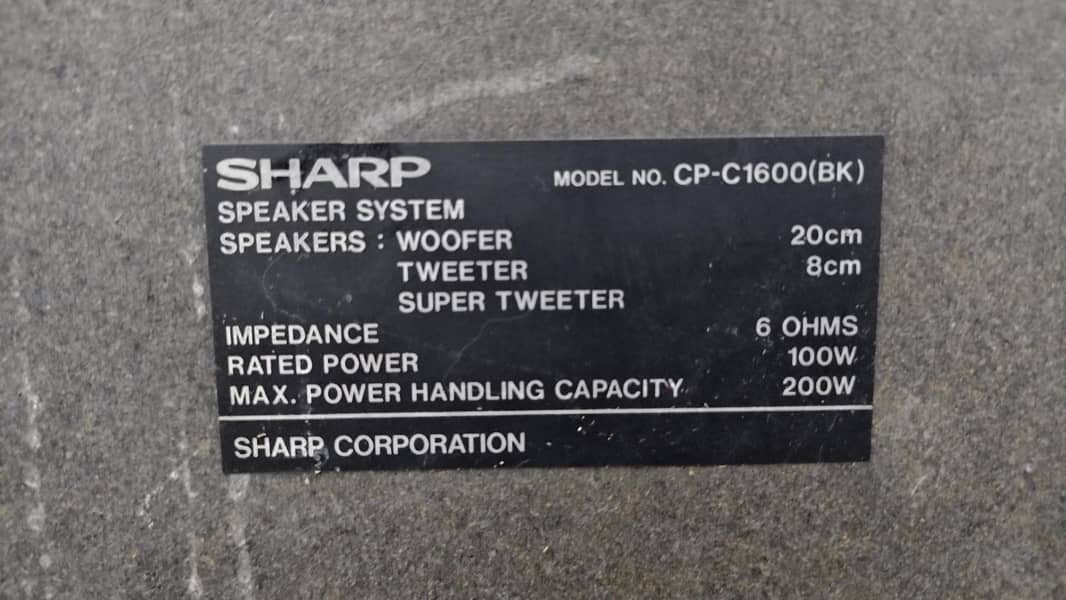 SHARP MODEL NO. CP-C1600(BK)
SPEAKER SYSTEM
SPEAKERS : WOOFER 20cm
TWEETER 8cm
SUPER TWEETER
IMPEDANCE 6 OHMS
RATED POWER 100W
MAX. POWER HANDLING CAPACITY 200W
SHARP CORPORATION